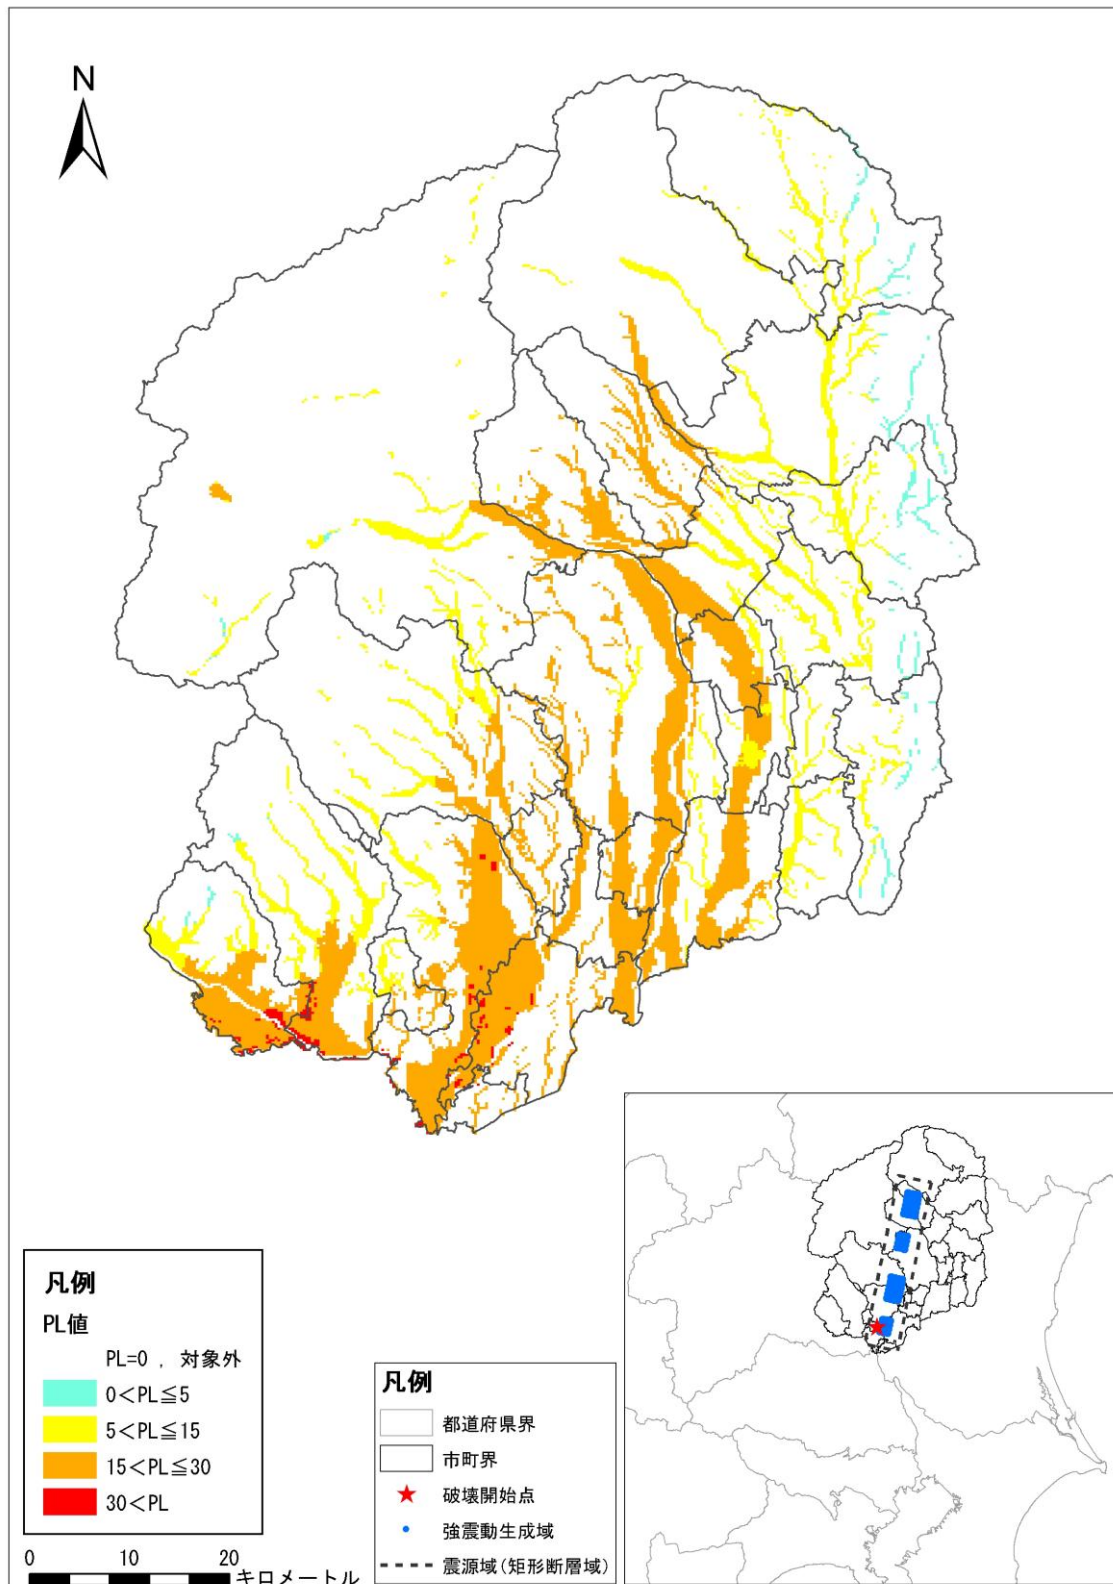 N
凡例
PL値
PL=0 , 対象外
0<PL≦5
5<PL≦15
15<PL≦30
30<PL
0 10 20
キロメートル
凡例
都道府県界
市町界
破壊開始点
強震動生成域
震源域(矩形断層域)